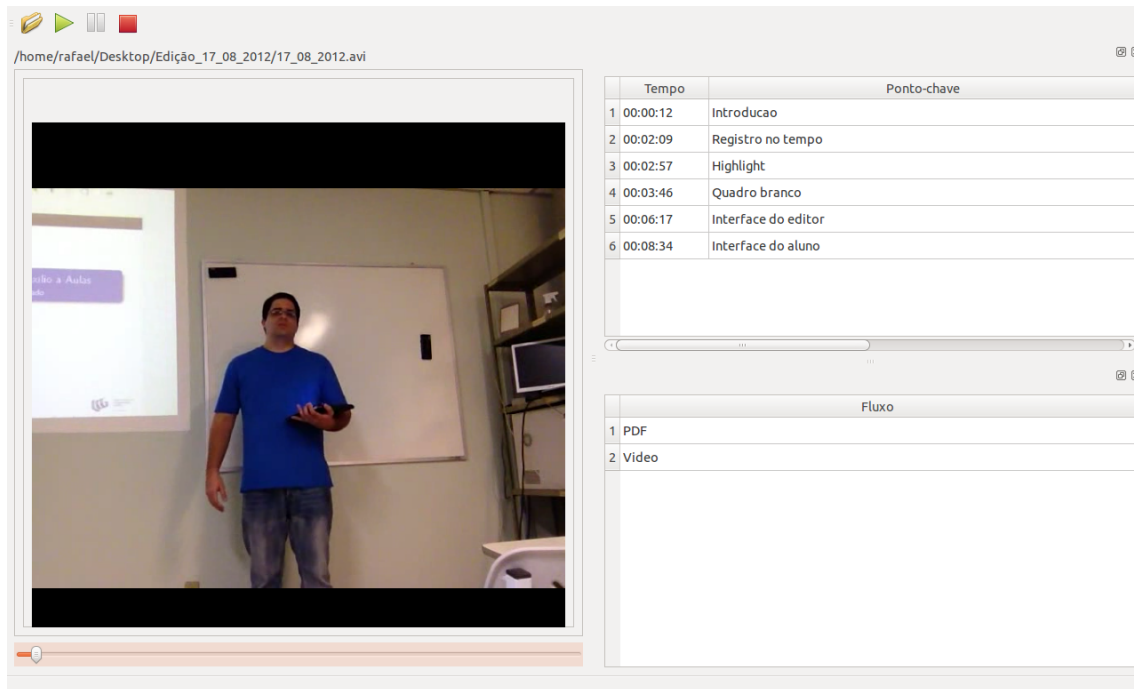 /home/rafael/Desktop/Edição_17_08_2012/17_08_2012.avi
Tempo Ponto-chave
1 00:00:12 Introducao
2 00:02:09 Registro no tempo
3 00:02:57 Highlight
4 00:03:46 Quadro branco
5 00:06:17 Interface do editor
6 00:08:34 Interface do aluno
a Aulas
Fluxo
1 PDF
2 Video